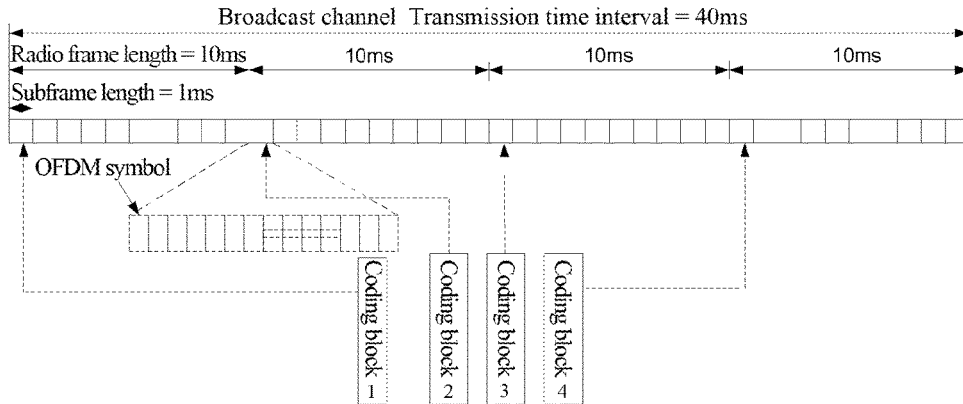 Broadcast channel Transmission time interval = 40ms
Radio frame length = 10ms
10ms
10ms
10ms
Subframe length = 1ms
OFDM symbol
Coding block 1
Coding block 2
Coding block 3
Coding block 4